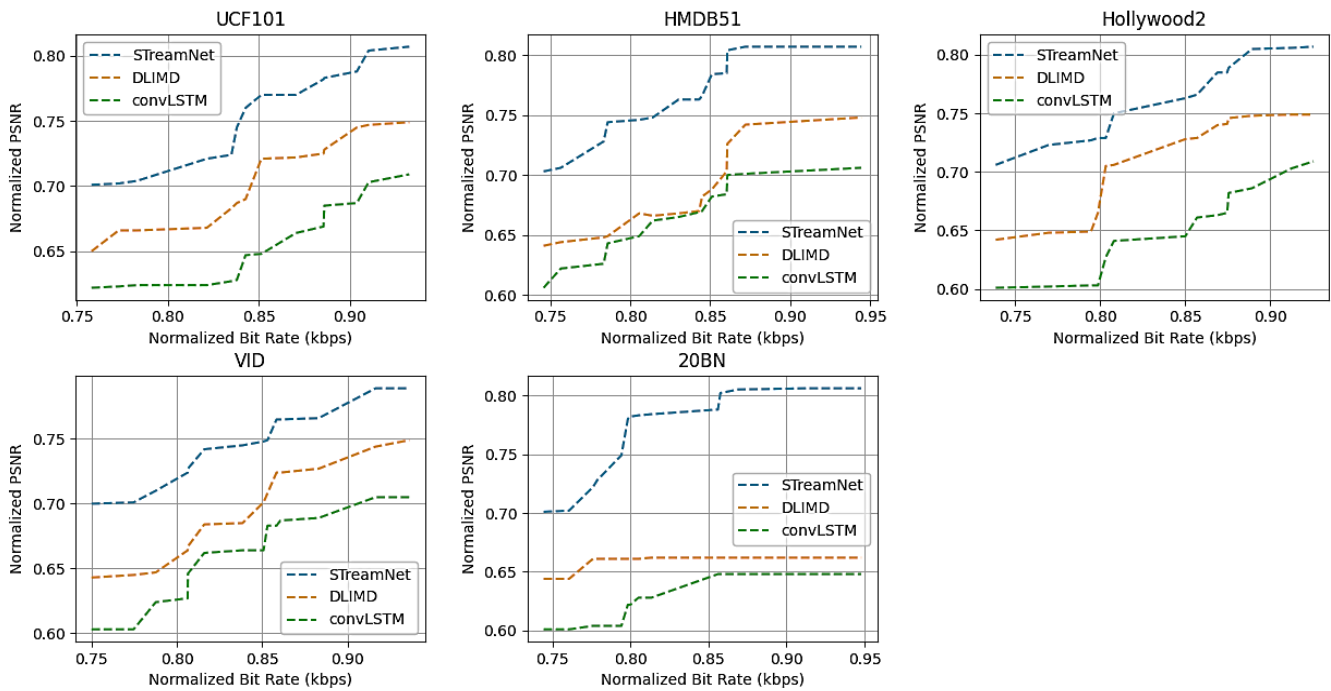 UCF101
0.80
0.75
0.70
0.65
Normalized PSNR
STreamNet
DLIMD
convLSTM
0.75 0.80 0.85 0.90
Normalized Bit Rate (kbps)
HMDB51
0.80
0.75
0.70
0.65
0.60
Normalized PSNR
STreamNet
DLIMD
convLSTM
0.75 0.80 0.85 0.90 0.95
Normalized Bit Rate (kbps)
Hollywood2
0.80
0.75
0.70
0.65
0.60
Normalized PSNR
STreamNet
DLIMD
convLSTM
0.75 0.80 0.85 0.90
Normalized Bit Rate (kbps)
VID
0.75
0.70
0.65
0.60
Normalized PSNR
STreamNet
DLIMD
convLSTM
0.75 0.80 0.85 0.90
Normalized Bit Rate (kbps)
20BN
0.80
0.75
0.70
0.65
0.60
Normalized PSNR
STreamNet
DLIMD
convLSTM
0.75 0.80 0.85 0.90 0.95
Normalized Bit Rate (kbps)